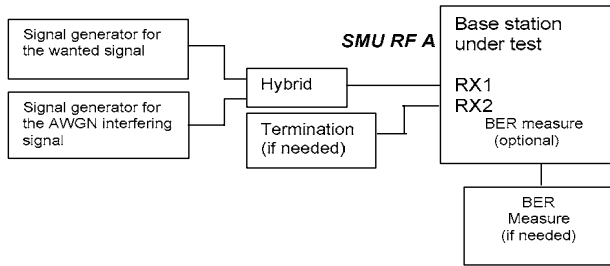 Signal generator for
the wanted signal
Signal generator for
the AWGN interfering
signal
Hybrid
Termination
(if needed)
SMU RF A
Base station
under test
RX1
RX2
BER measure
(optional)
BER
Measure
(if needed)